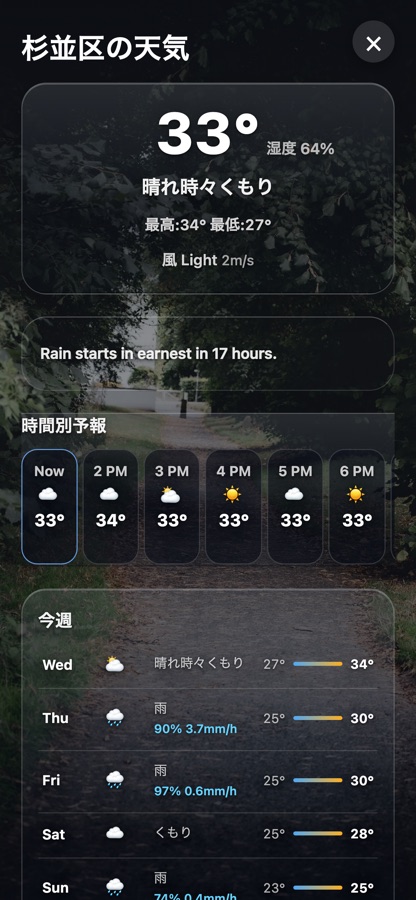 杉並区の天気
33° 湿度 64%
晴れ時々くもり
最高:34° 最低:27°
風 Light 2m/s
Rain starts in earnest in 17 hours.
時間別予報
Now 2 PM 3 PM 4 PM 5 PM 6 PM
33° 34° 33° 33° 33° 33°
今週
Wed 晴れ時々くもり 27° 34°
Thu 雨 25° 30°
90% 3.7mm/h
Fri 雨 25° 30°
97% 0.6mm/h
Sat くもり 25° 28°
Sun 雨 23° 25°
74% 0.4mm/h